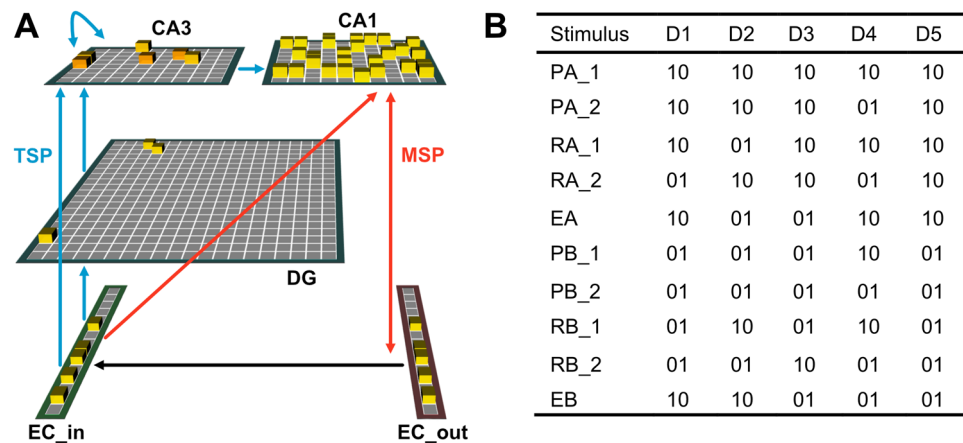 A
CA3
CA1
TSP
MSP
DG
EC_in
EC_out
B
Stimulus D1 D2 D3 D4 D5
PA_1 10 10 10 10 10
PA_2 10 10 10 01 10
RA_1 10 01 10 10 10
RA_2 01 10 10 01 10
EA 10 01 01 10 10
PB_1 01 01 01 10 01
PB_2 01 01 01 01 01
RB_1 01 10 01 10 01
RB_2 01 01 10 01 01
EB 10 10 01 01 01